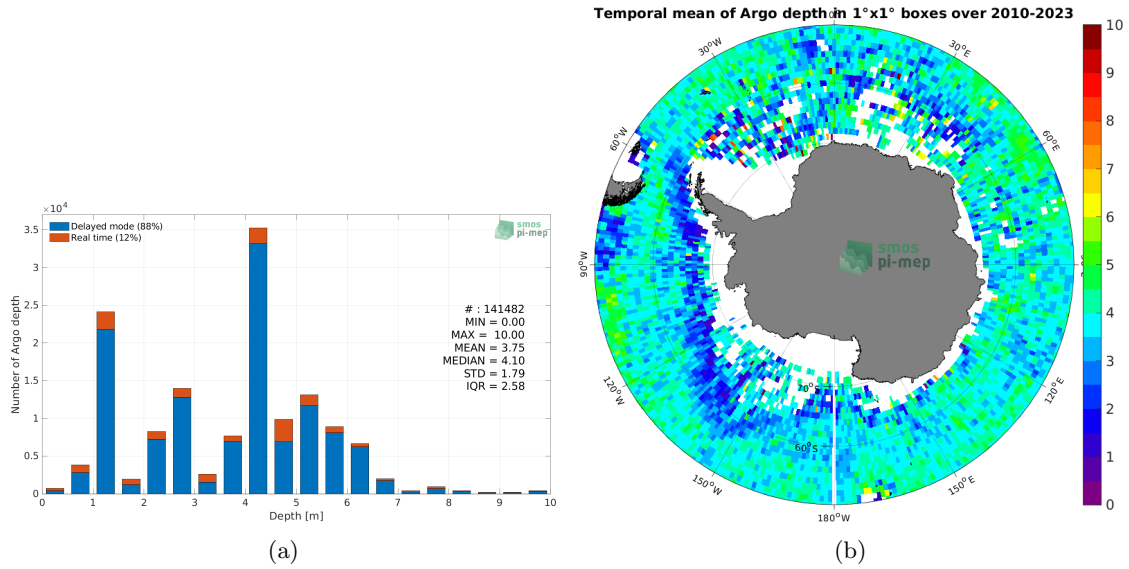 Temporal mean of Argo depth in 1°x1° boxes over 2010-2023
×10⁴
Delayed mode (88%)
Real time (12%)
smos
pi-mep
# : 141482
MIN = 0.00
MAX = 10.00
MEAN = 3.75
MEDIAN = 4.10
STD = 1.79
IQR = 2.58
3.5
3
2.5
2
1.5
1
0.5
0
Number of Argo depth
0 1 2 3 4 5 6 7 8 9 10
Depth [m]
(a)
30°W
30°E
60°W
60°E
90°W
120°W
120°E
150°W
150°E
180°W
70°S
60°S
smos
pi-mep
10
9
8
7
6
5
4
3
2
1
0
(b)